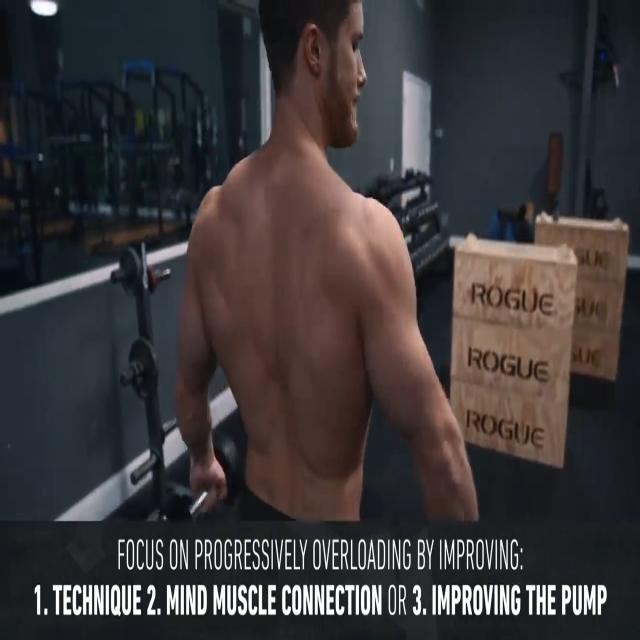 ROGUE
ROGUE
ROGUE
FOCUS ON PROGRESSIVELY OVERLOADING BY IMPROVING:
1. TECHNIQUE 2. MIND MUSCLE CONNECTION OR 3. IMPROVING THE PUMP